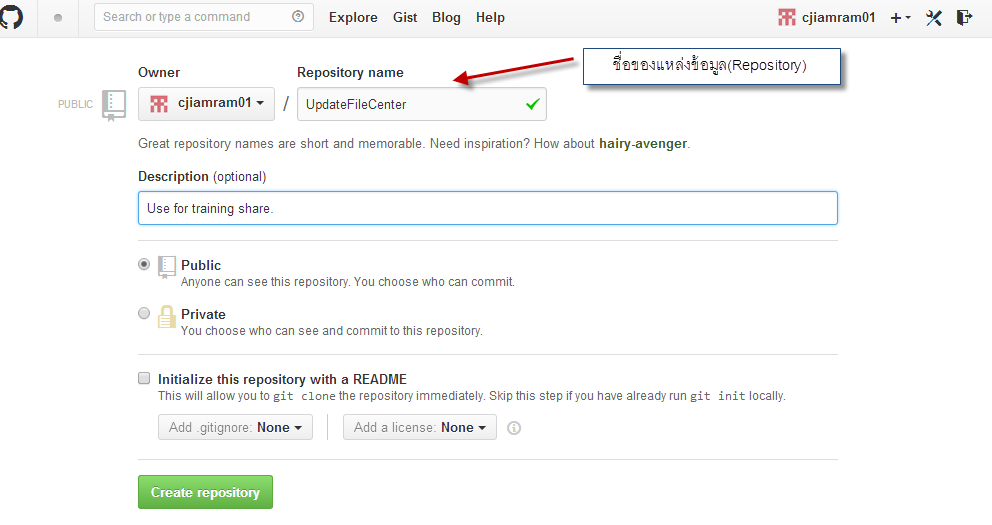 Search or type a command
Explore Gist Blog Help
cjiamram01
ชื่อของแหล่งข้อมูล(Repository)
Owner
Repository name
PUBLIC
cjiamram01 / UpdateFileCenter
Great repository names are short and memorable. Need inspiration? How about hairy-avenger.
Description (optional)
Use for training share.
Public
Anyone can see this repository. You choose who can commit.
Private
You choose who can see and commit to this repository.
Initialize this repository with a README
This will allow you to git clone the repository immediately. Skip this step if you have already run git init locally.
Add .gitignore: None
Add a license: None
Create repository